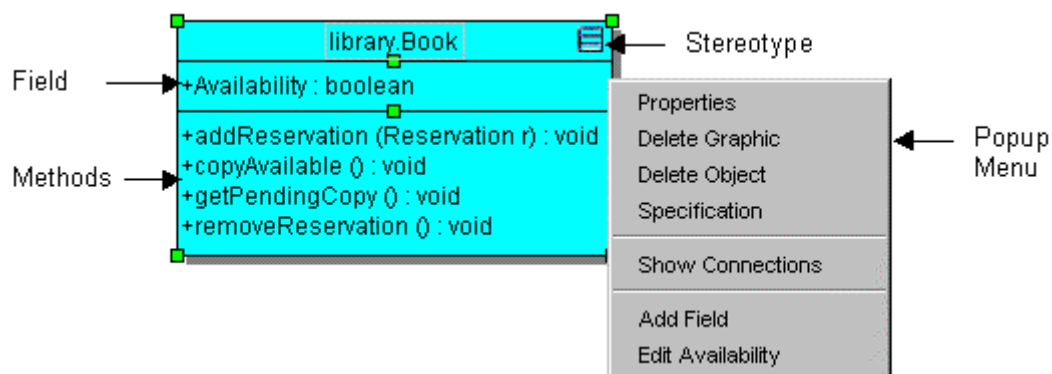 library.Book
Stereotype
Field
+Availability : boolean
Methods
+addReservation (Reservation r) : void
+copyAvailable () : void
+getPendingCopy () : void
+removeReservation () : void
Properties
Delete Graphic
Delete Object
Specification
Show Connections
Add Field
Edit Availability
Popup
Menu